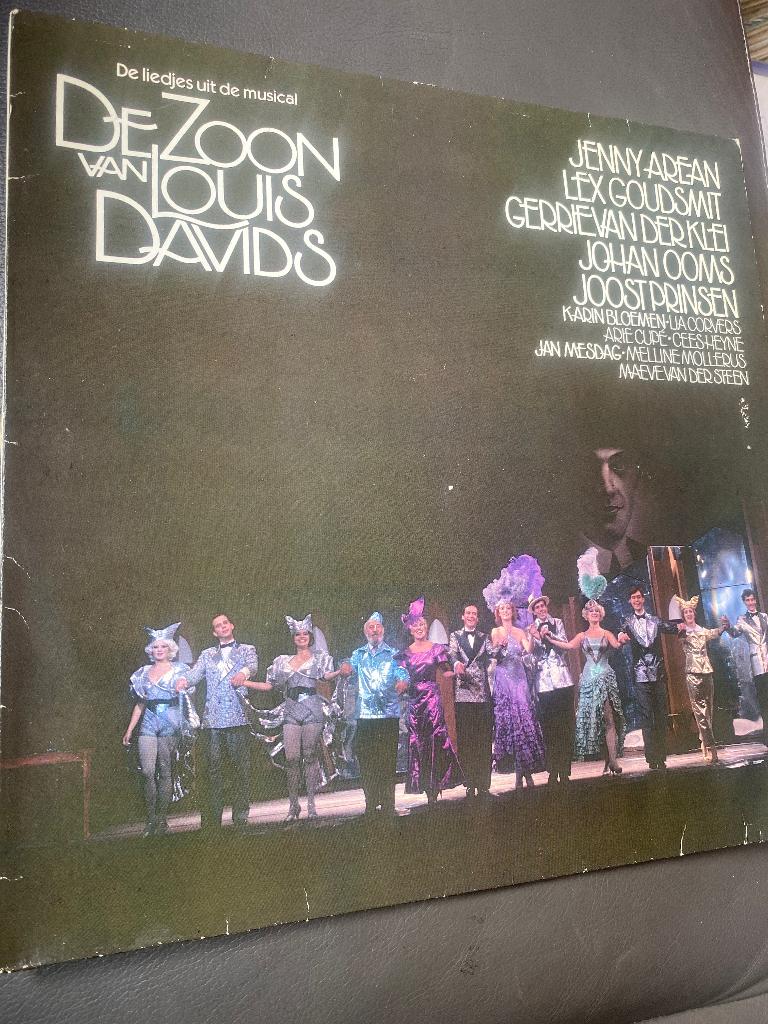 De liedjes uit de musical
DE ZOON
VAN LOUIS
DAVIDS
JENNY AREAN
LEX GOUDSMIT
GERRIE VAN DER KLEI
JOHAN OOMS
JOOST PRINSEN
KARIN BLOEMEN · LIA CORVERS
ARIE CUPÉ · CEES HEYNE
JAN MESDAG · MELLINE MOLLERUS
MAEVE VAN DER STEEN